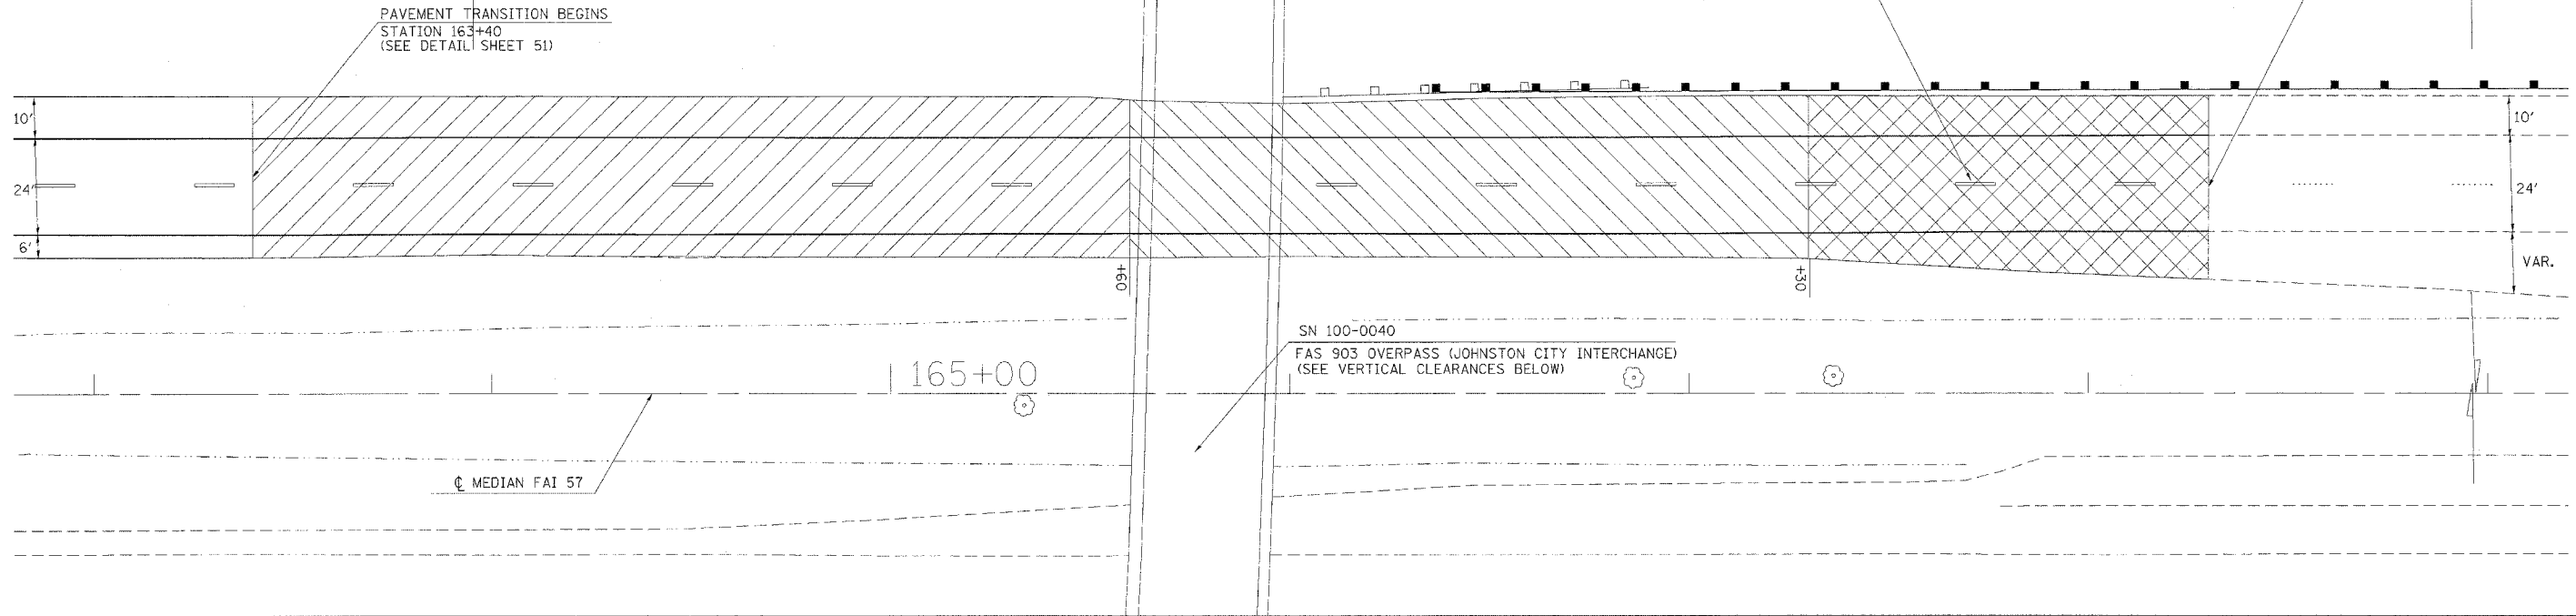 PAVEMENT TRANSITION BEGINS
STATION 163+40
(SEE DETAIL SHEET 51)
10'
24'
6'
10'
24'
VAR.
+60
+30
SN 100-0040
FAS 903 OVERPASS (JOHNSTON CITY INTERCHANGE)
(SEE VERTICAL CLEARANCES BELOW)
165+00
℄ MEDIAN FAI 57